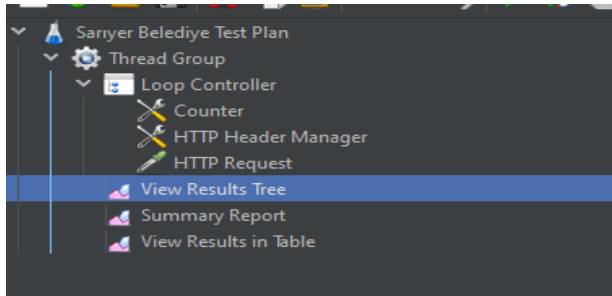 Sarıyer Belediye Test Plan
Thread Group
Loop Controller
Counter
HTTP Header Manager
HTTP Request
View Results Tree
Summary Report
View Results in Table